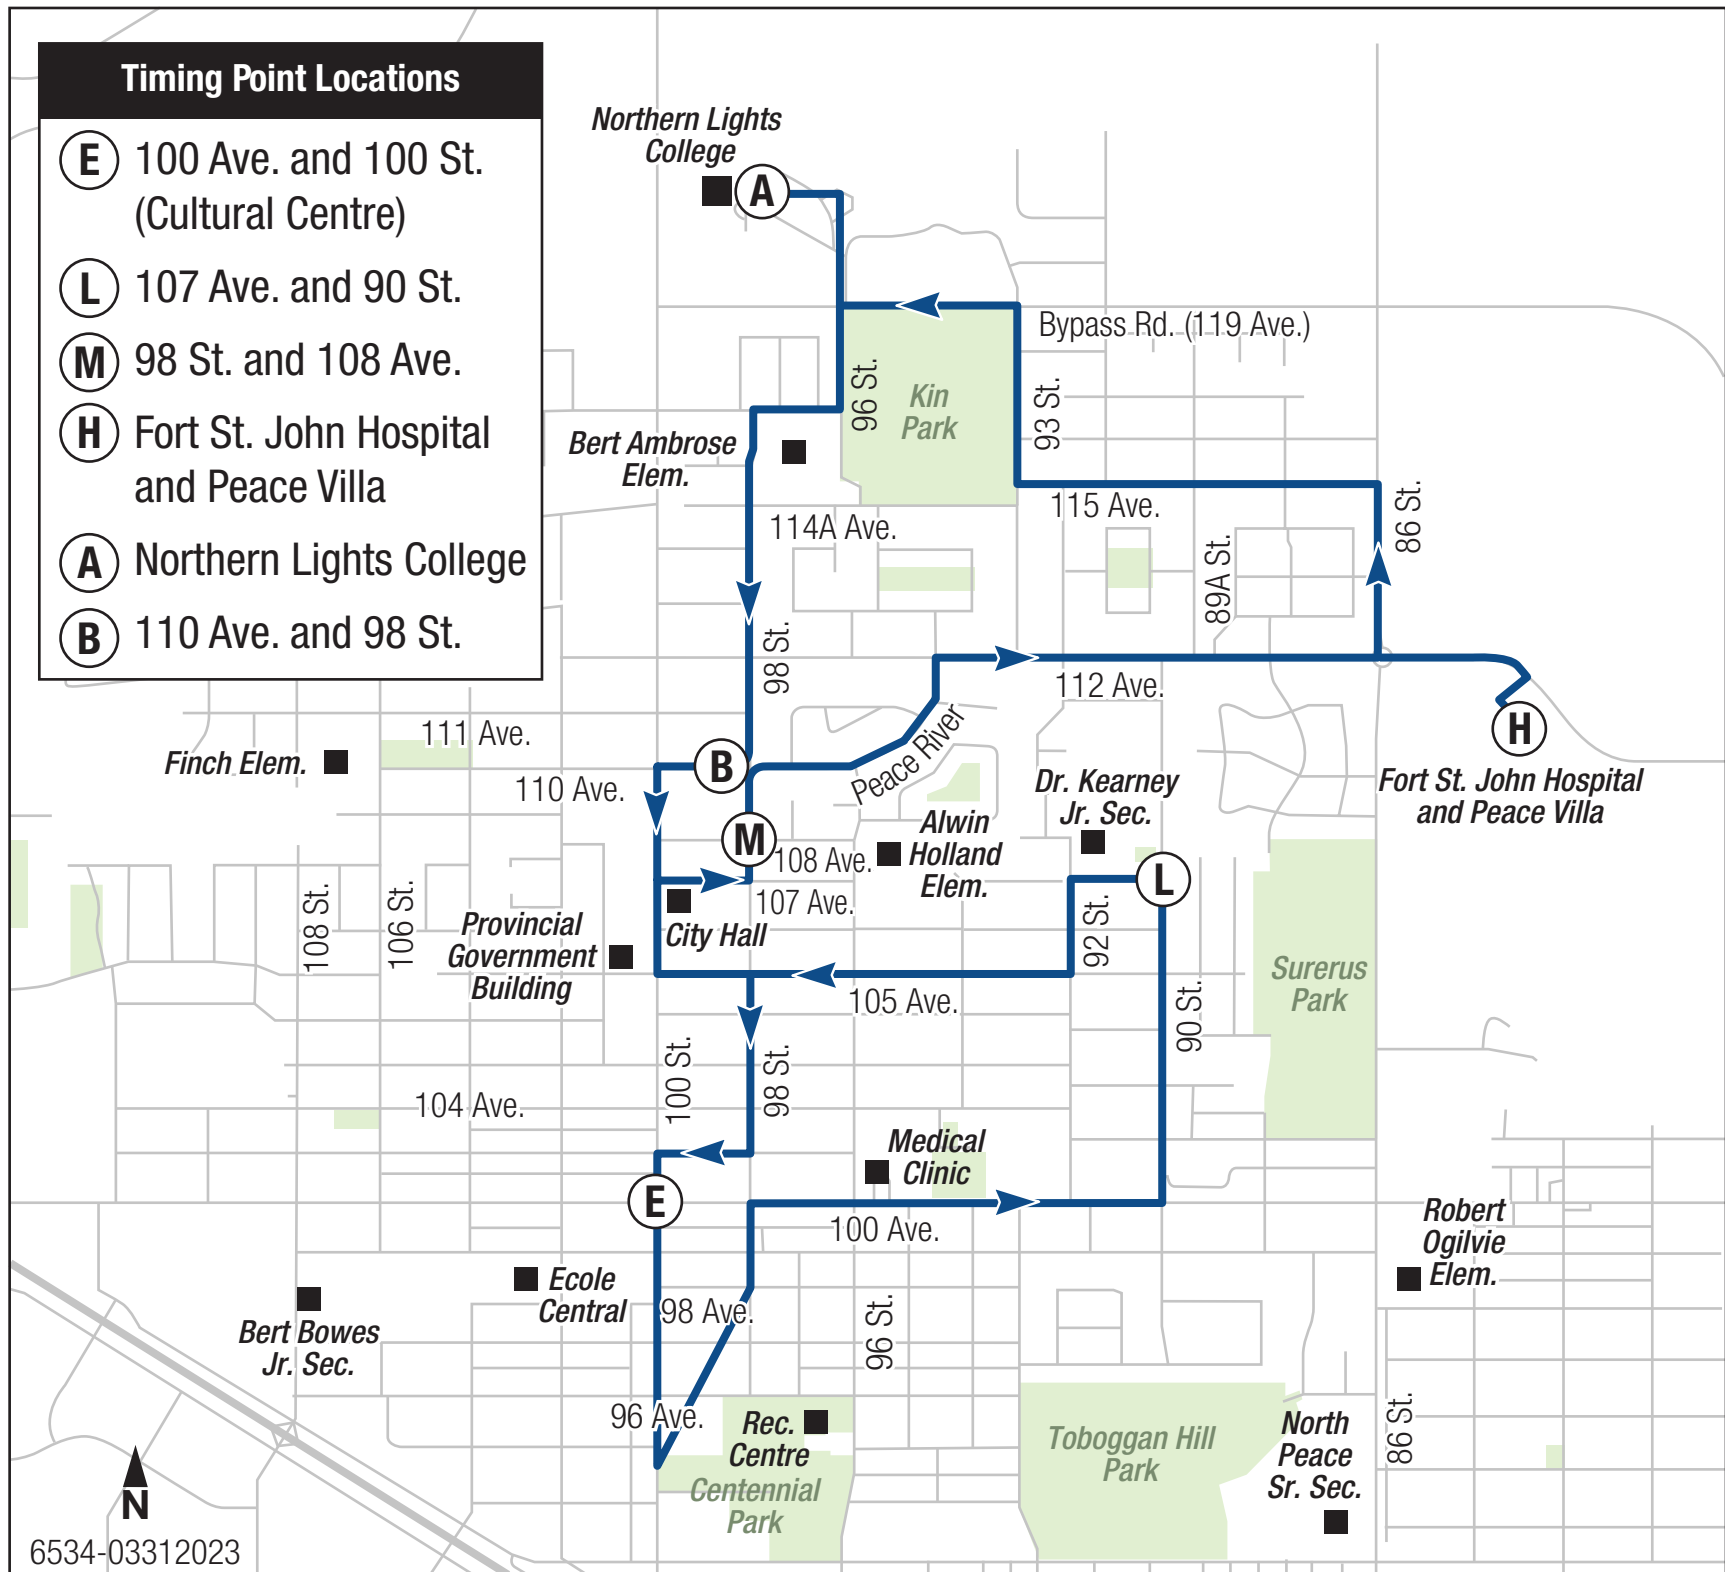 Timing Point Locations
E 100 Ave. and 100 St.
(Cultural Centre)
L 107 Ave. and 90 St.
M 98 St. and 108 Ave.
H Fort St. John Hospital
and Peace Villa
A Northern Lights College
B 110 Ave. and 98 St.
Northern Lights
College
A
Bypass Rd. (119 Ave.)
96 St.
Kin
Park
93 St.
Bert Ambrose
Elem.
115 Ave.
86 St.
114A Ave.
89A St.
98 St.
112 Ave.
Peace River
111 Ave.
Finch Elem.
110 Ave.
B
H
Fort St. John Hospital
and Peace Villa
Dr. Kearney
Jr. Sec.
M
108 Ave.
Alwin
Holland
Elem.
L
107 Ave.
108 St.
106 St.
Provincial
Government
Building
City Hall
92 St.
Surerus
Park
105 Ave.
90 St.
100 St.
98 St.
104 Ave.
Medical
Clinic
E
100 Ave.
Robert
Ogilvie
Elem.
Ecole
Central
98 Ave.
96 St.
Bert Bowes
Jr. Sec.
96 Ave.
Rec.
Centre
Centennial
Park
Toboggan Hill
Park
North
Peace
Sr. Sec.
86 St.
N
6534-03312023